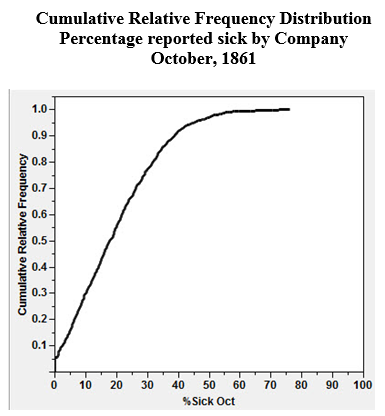 Cumulative Relative Frequency Distribution
Percentage reported sick by Company
October, 1861
1.0
0.9
0.8
0.7
0.6
0.5
0.4
0.3
0.2
0.1
Cumulative Relative Frequency
0 10 20 30 40 50 60 70 80 90 100
%Sick Oct